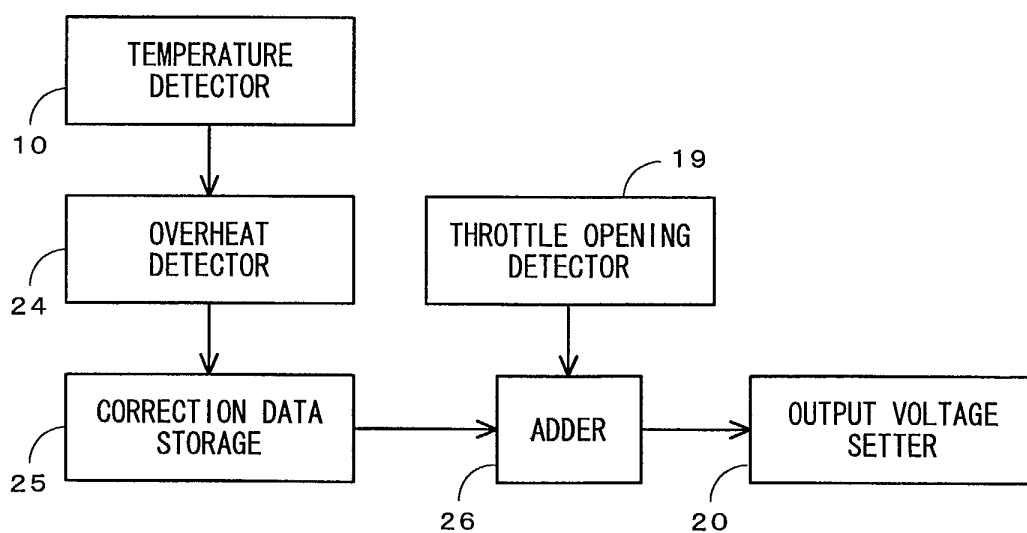 TEMPERATURE
DETECTOR
10
19
OVERHEAT
DETECTOR
24
THROTTLE OPENING
DETECTOR
CORRECTION DATA
STORAGE
25
ADDER
26
OUTPUT VOLTAGE
SETTER
20